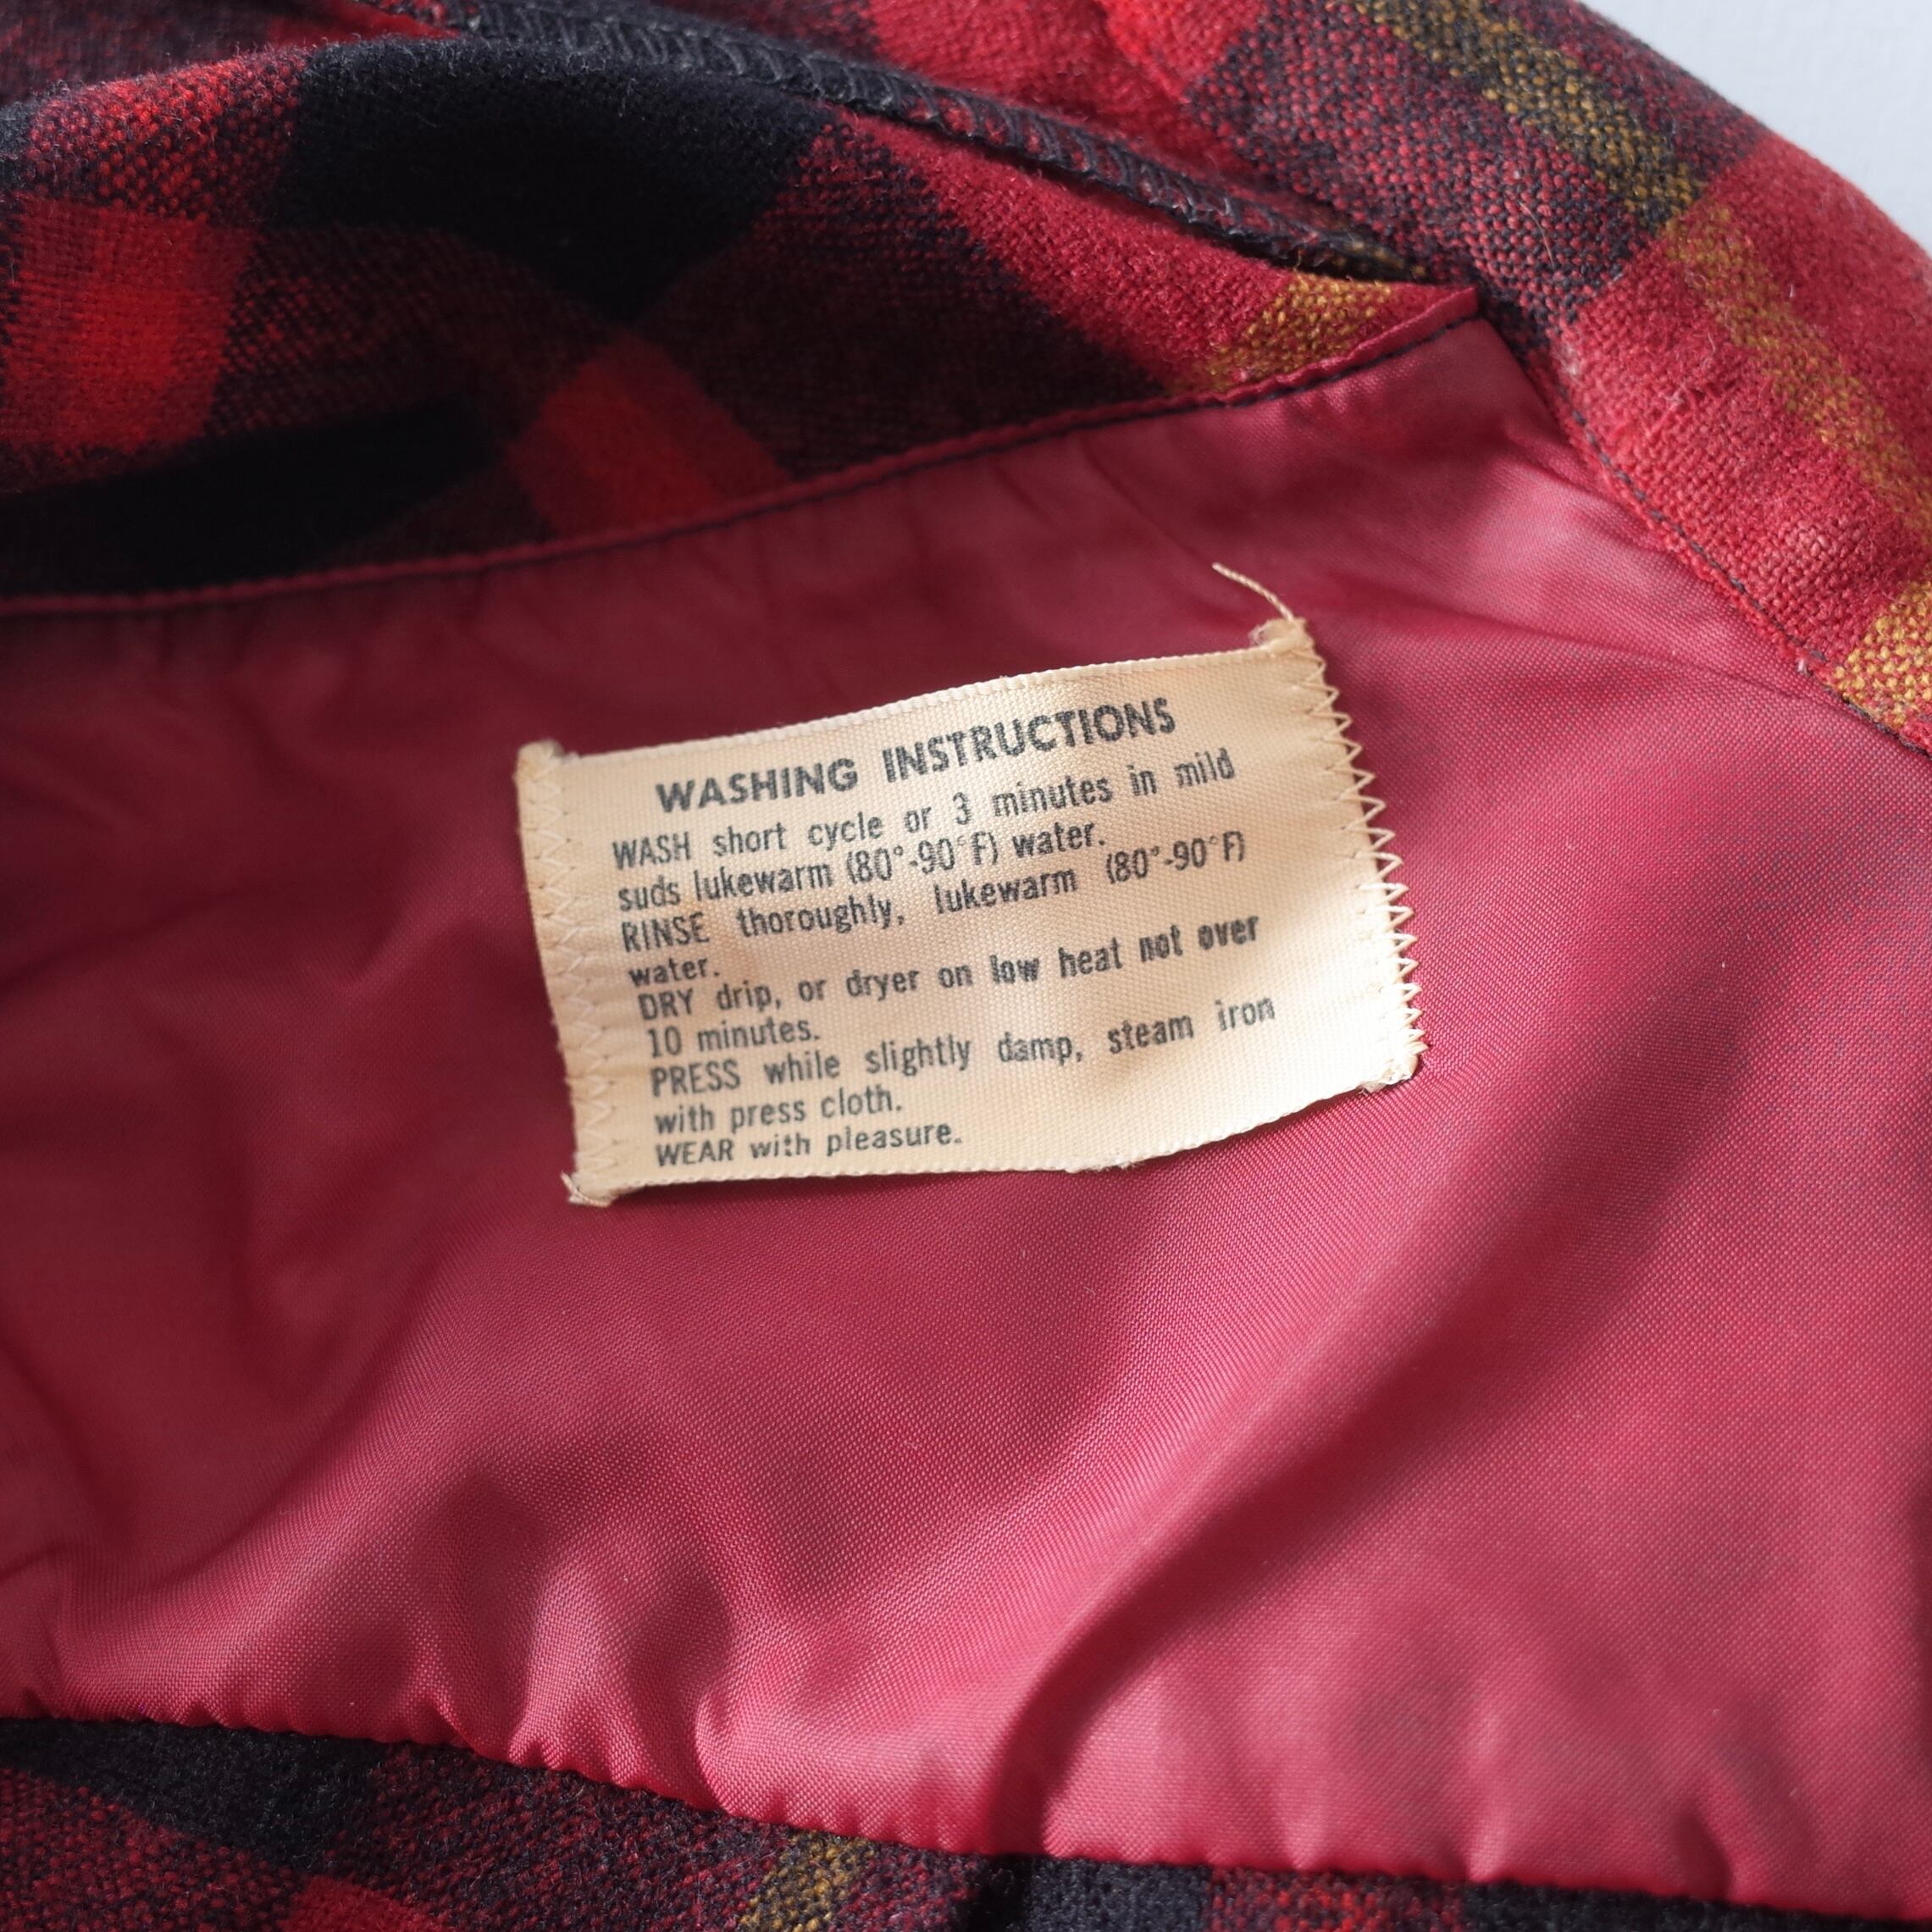 WASHING INSTRUCTIONS
WASH short cycle or 3 minutes in mild
suds lukewarm (80°-90°F) water.
RINSE thoroughly, lukewarm (80°-90°F)
water.
DRY drip, or dryer on low heat not over
10 minutes.
PRESS while slightly damp, steam iron
with press cloth.
WEAR with pleasure.